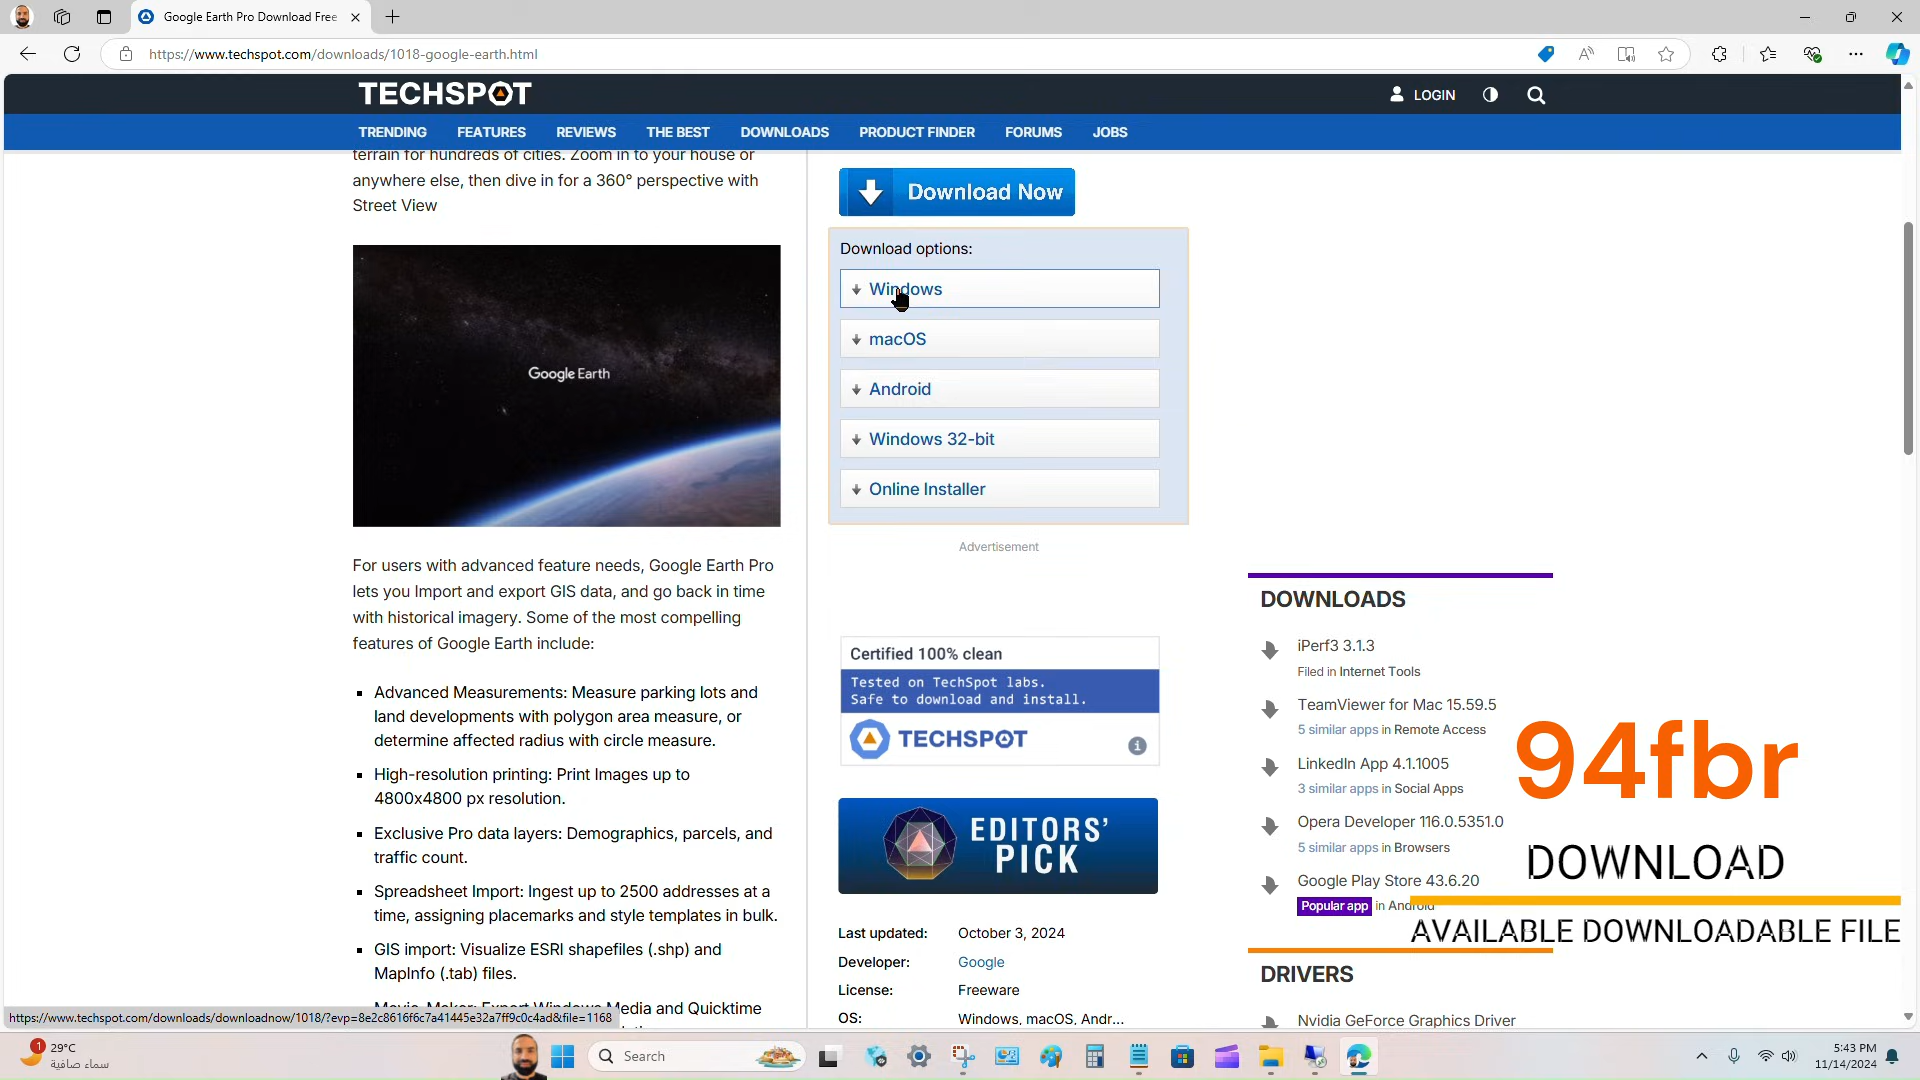 Google Earth Pro Download Free
https://www.techspot.com/downloads/1018-google-earth.html
TECHSPOT
LOGIN
TRENDING FEATURES REVIEWS THE BEST DOWNLOADS PRODUCT FINDER FORUMS JOBS
terrain for hundreds of cities. Zoom in to your house or
anywhere else, then dive in for a 360° perspective with
Street View
Google Earth
For users with advanced feature needs, Google Earth Pro
lets you Import and export GIS data, and go back in time
with historical imagery. Some of the most compelling
features of Google Earth include:
Advanced Measurements: Measure parking lots and
land developments with polygon area measure, or
determine affected radius with circle measure.
High-resolution printing: Print Images up to
4800x4800 px resolution.
Exclusive Pro data layers: Demographics, parcels, and
traffic count.
Spreadsheet Import: Ingest up to 2500 addresses at a
time, assigning placemarks and style templates in bulk.
GIS import: Visualize ESRI shapefiles (.shp) and
MapInfo (.tab) files.
Movie-Maker: Export Windows Media and Quicktime
Download Now
Download options:
Windows
macOS
Android
Windows 32-bit
Online Installer
Advertisement
Certified 100% clean
Tested on TechSpot labs.
Safe to download and install.
TECHSPOT
EDITORS'
PICK
Last updated: October 3, 2024
Developer: Google
License: Freeware
OS: Windows, macOS, Andr...
DOWNLOADS
iPerf3 3.1.3
Filed in Internet Tools
TeamViewer for Mac 15.59.5
5 similar apps in Remote Access
LinkedIn App 4.1.1005
3 similar apps in Social Apps
Opera Developer 116.0.5351.0
5 similar apps in Browsers
Google Play Store 43.6.20
Popular app in Android
DRIVERS
Nvidia GeForce Graphics Driver
94fbr
DOWNLOAD
AVAILABLE DOWNLOADABLE FILE
https://www.techspot.com/downloads/downloadnow/1018/?evp=8e2c8616f6c7a41445e32a7ff9c0c4ad&file=1168
1
29°C
سماء صافية
Search
5:43 PM
11/14/2024